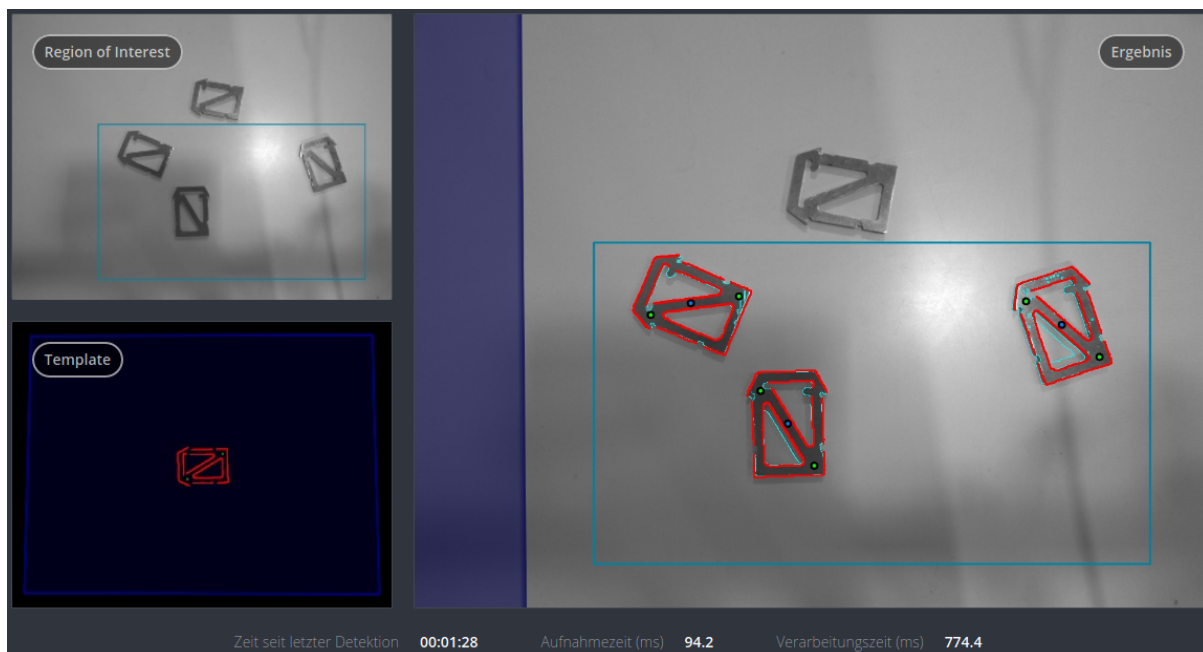 Region of Interest
Ergebnis
Template
Zeit seit letzter Detektion 00:01:28 Aufnahmezeit (ms) 94.2 Verarbeitungszeit (ms) 774.4